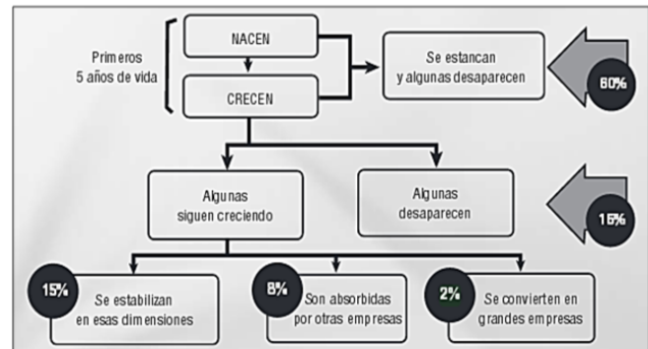 Primeros
5 años de vida
NACEN
CRECEN
Se estancan
y algunas desaparecen
60%
Algunas
siguen creciendo
Algunas
desaparecen
15%
15%
Se estabilizan
en esas dimensiones
8%
Son absorbidas
por otras empresas
2%
Se convierten en
grandes empresas